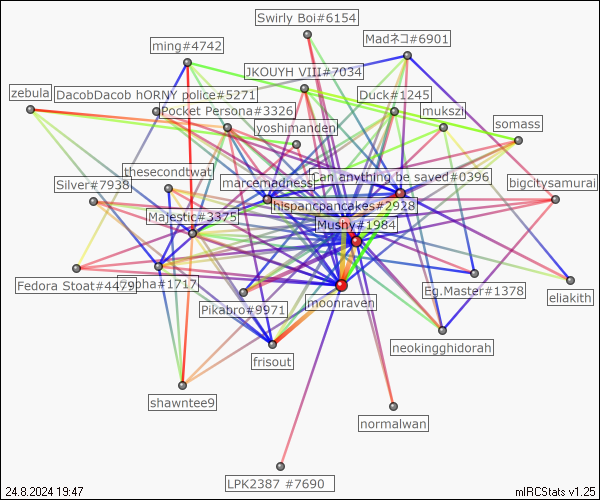 Swirly Boi#6154
Madネコ#6901
ming#4742
JKOUYH VIII#7034
zebula
DacobDacob hORNY police#5271
Duck#1245
Pocket Persona#3326
mukszi
yoshimanden
somass
thesecondtwat
Can anything be saved#0396
Silver#7938
marcemadness
bigcitysamurai
hispancpancakes#2928
Majestic#3375
Mushy#1984
Fedora Stoat#4479
#1717
Eg.Master#1378
eliakith
Pikabro#9971
moonraven
neokingghidorah
frisout
shawntee9
normalwan
LPK2387 #7690
24.8.2024 19:47
mIRCStats v1.25